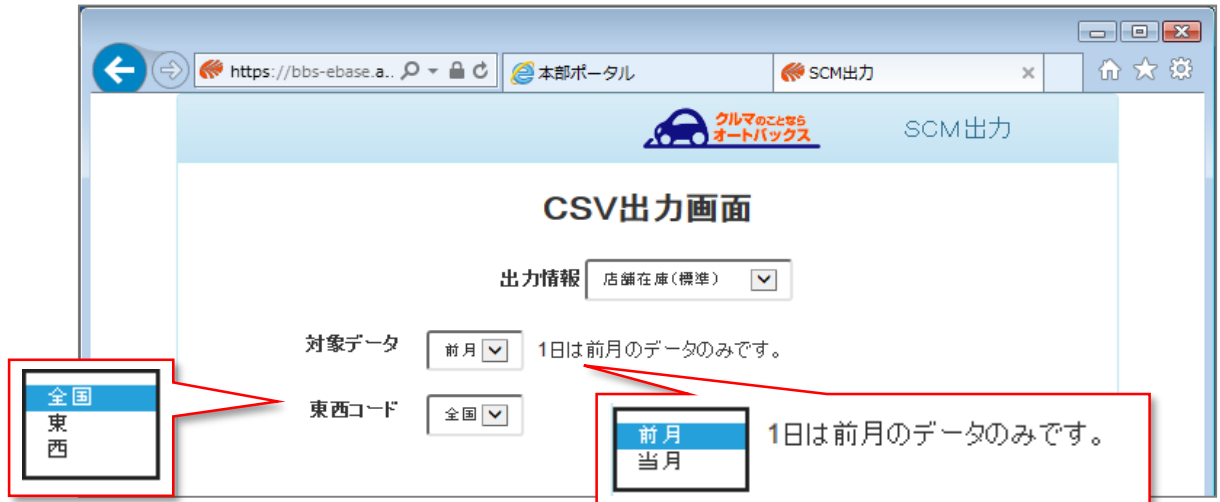 https://bbs-ebase.a..
本部ポータル
SCM出力
クルマのことなら
オートバックス
SCM出力
CSV出力画面
出力情報 店舗在庫(標準)
対象データ 前月 1日は前月のデータのみです。
東西コード 全国
全国
東
西
前月
当月
1日は前月のデータのみです。